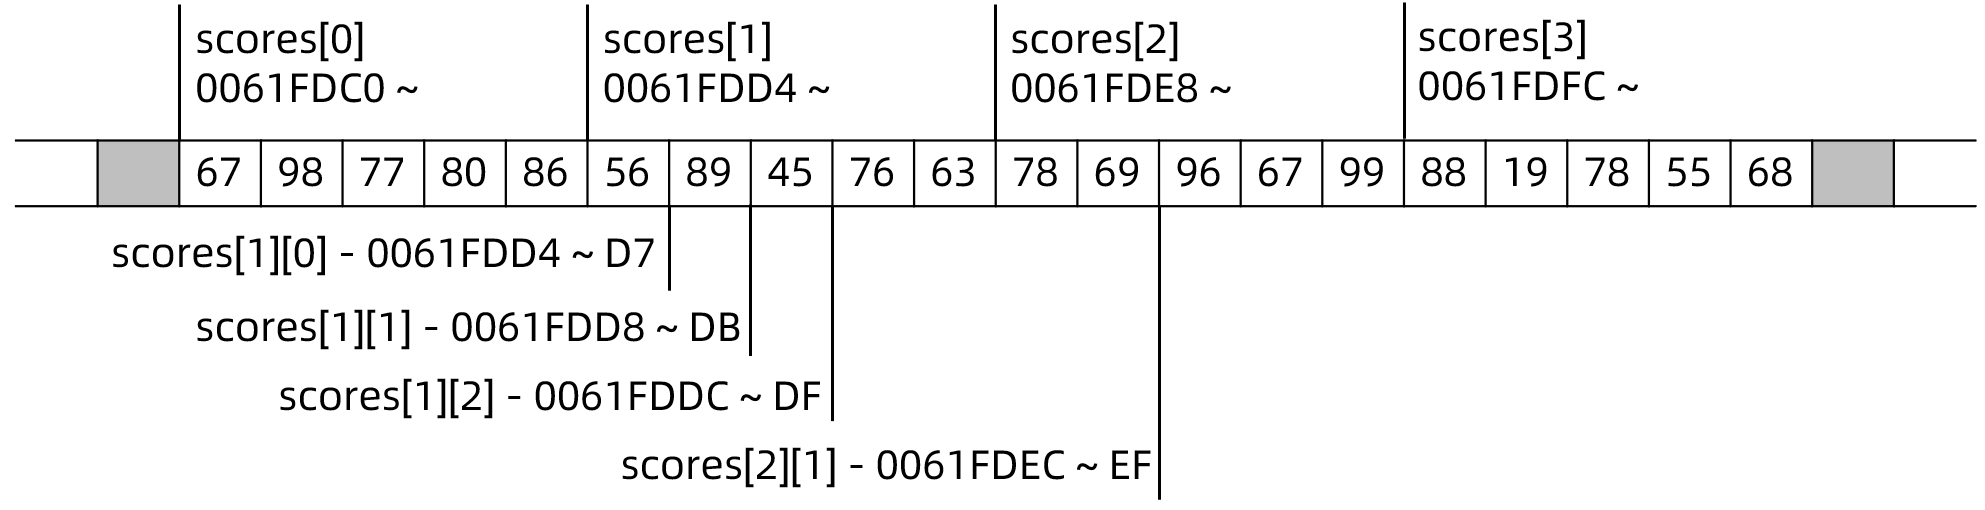 scores[0]
0061FDC0 ~
scores[1]
0061FDD4 ~
scores[2]
0061FDE8 ~
scores[3]
0061FDFC ~
67 98 77 80 86 56 89 45 76 63 78 69 96 67 99 88 19 78 55 68
scores[1][0] - 0061FDD4 ~ D7
scores[1][1] - 0061FDD8 ~ DB
scores[1][2] - 0061FDDC ~ DF
scores[2][1] - 0061FDEC ~ EF